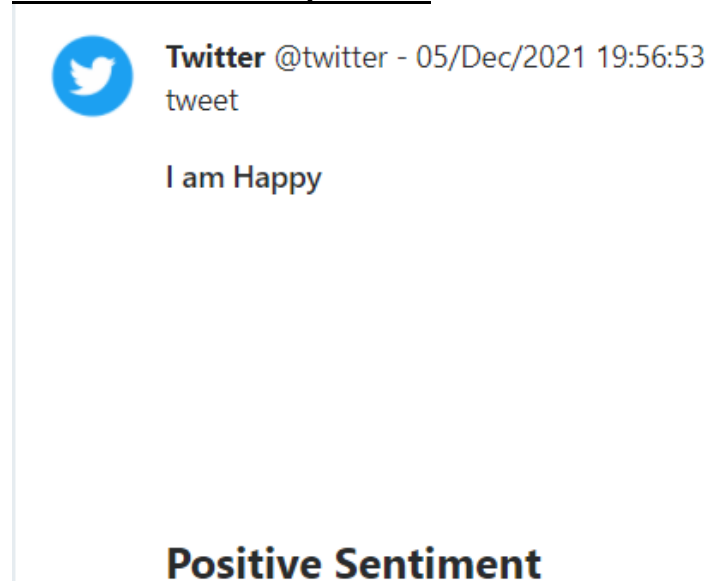 Twitter @twitter - 05/Dec/2021 19:56:53
tweet
I am Happy
Positive Sentiment